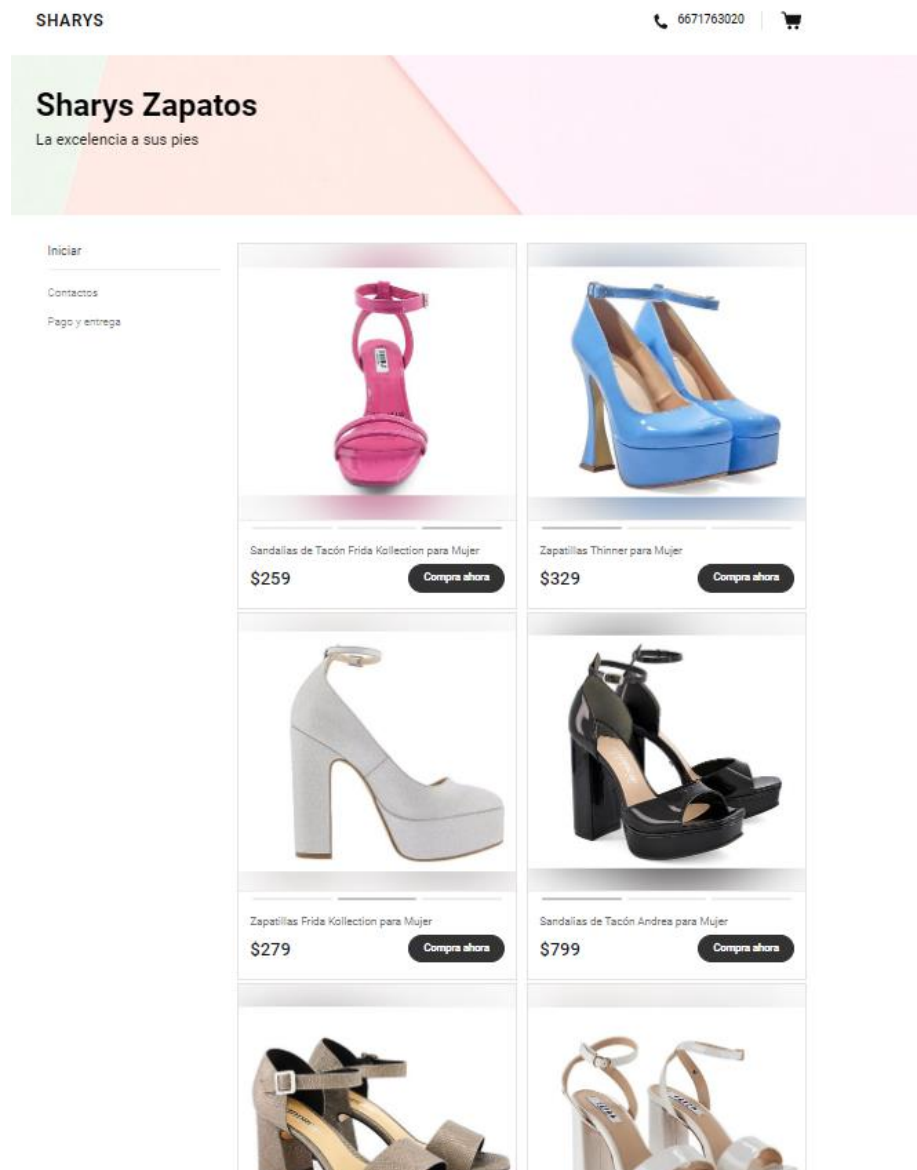 SHARYS
6671763020
Sharys Zapatos
La excelencia a sus pies
Iniciar
Contactos
Pago y entrega
Sandalias de Tacón Frida Kollection para Mujer
$259
Compra ahora
Zapatillas Thinner para Mujer
$329
Compra ahora
Zapatillas Frida Kollection para Mujer
$279
Compra ahora
Sandalias de Tacón Andrea para Mujer
$799
Compra ahora